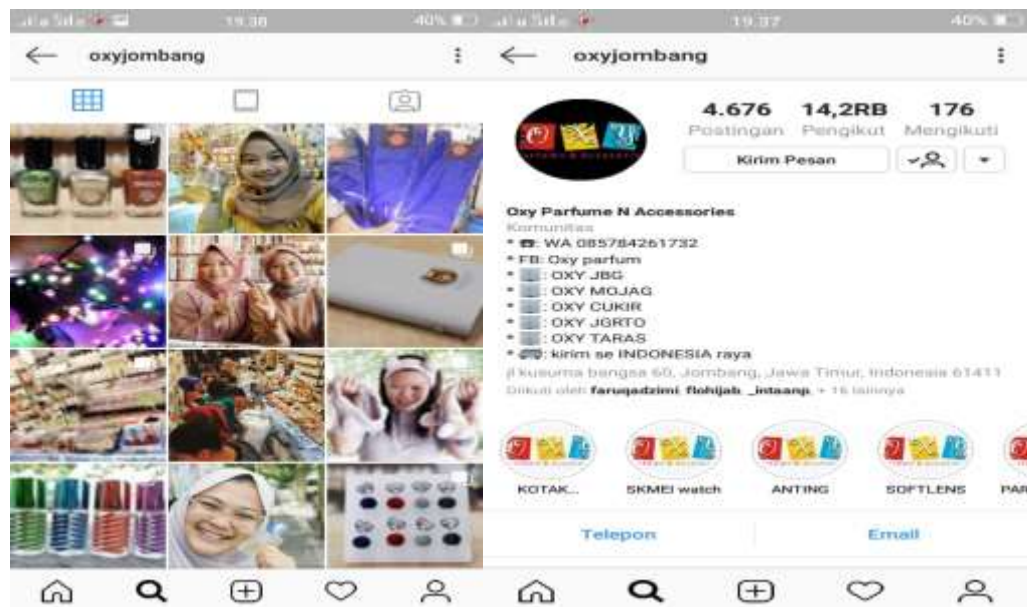 19.38
40%
oxyjombang
19.37
40%
oxyjombang
4.676 14,2RB 176
Postingan Pengikut Mengikuti
Kirim Pesan
OXY
Oxy Parfume N Accessories
Komunitas
* ☎: WA 085784261732
* FB: Oxy parfum
* 🏢: OXY JBG
* 🏢: OXY MOJAG
* 🏢: OXY CUKIR
* 🏢: OXY JGRTO
* 🏢: OXY TARAS
* 🚌: kirim se INDONESIA raya
jl kusuma bangsa 60, Jombang, Jawa Timur, Indonesia 61411
Diikuti oleh faruqadzimi, flohijab, _intaanp, + 16 lainnya
KOTAK... SKMEI watch ANTING SOFTLENS PAR
Telepon Email